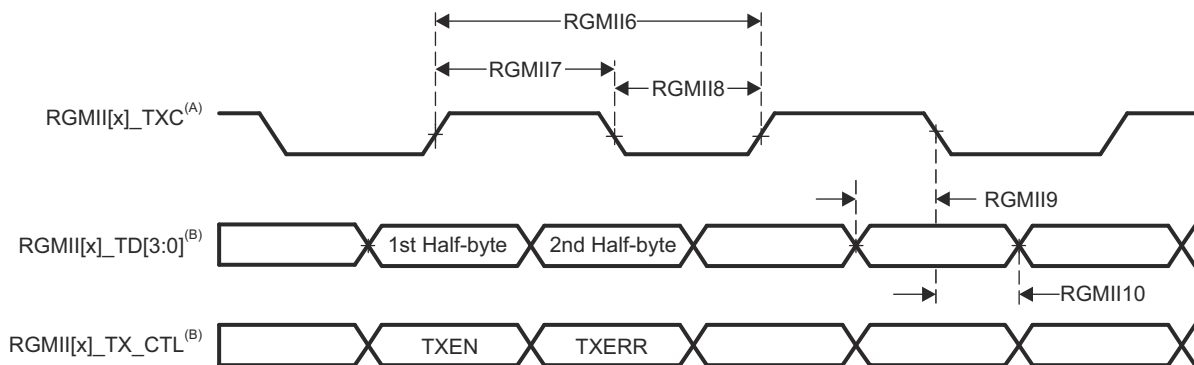 RGMII6
RGMII7
RGMII8
RGMII[x]_TXC(A)
RGMII9
RGMII[x]_TD[3:0](B)
1st Half-byte
2nd Half-byte
RGMII10
RGMII[x]_TX_CTL(B)
TXEN
TXERR